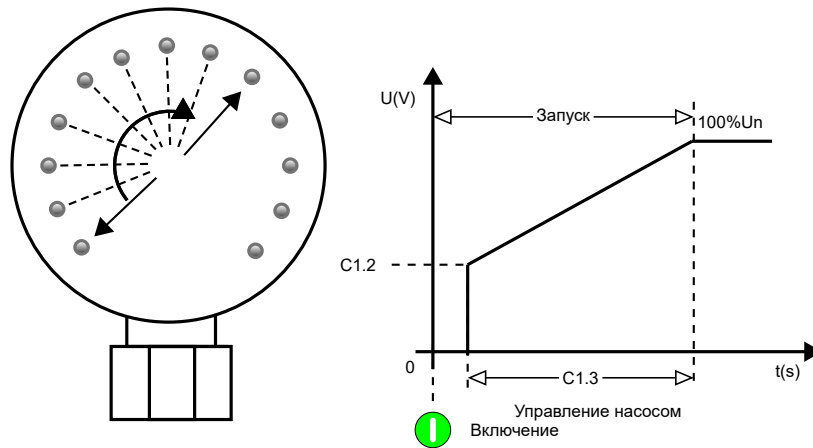 U(V)
Запуск
100%Un
C1.2
0
C1.3
t(s)
Управление насосом
Включение